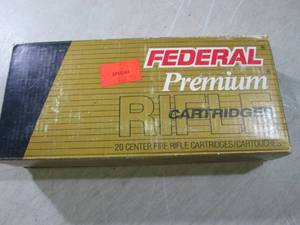 FEDERAL
Premium
RIFLE
CARTRIDGES
20 CENTER FIRE RIFLE CARTRIDGES/CARTOUCHES